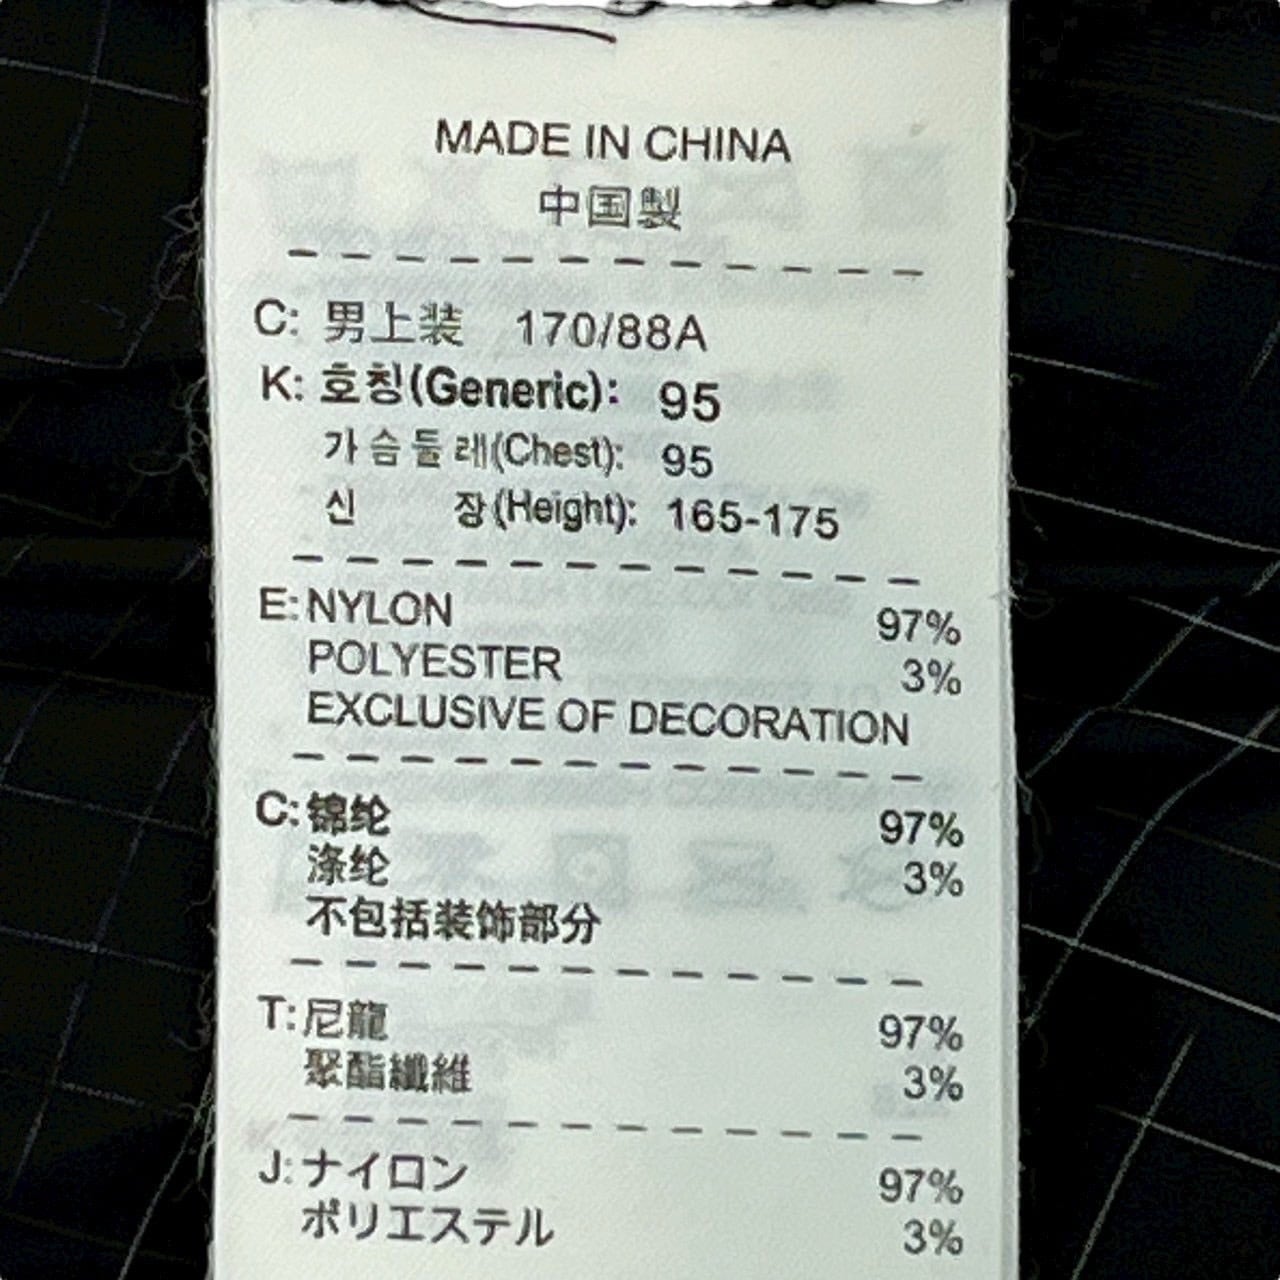 MADE IN CHINA
中国製
C: 男上装 170/88A
K: 호칭(Generic): 95
가슴둘레(Chest): 95
신 장(Height): 165-175
E: NYLON 97%
POLYESTER 3%
EXCLUSIVE OF DECORATION
C: 锦纶 97%
涤纶 3%
不包括装饰部分
T: 尼龍 97%
聚酯纖維 3%
J: ナイロン 97%
ポリエステル 3%